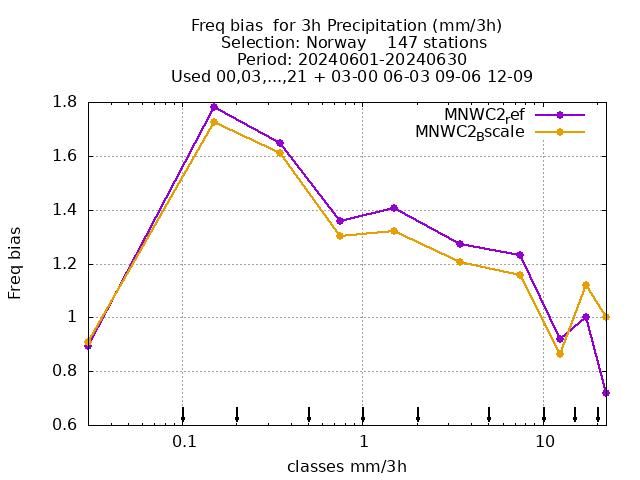 Freq bias  for 3h Precipitation (mm/3h)
Selection: Norway    147 stations
Period: 20240601-20240630
Used 00,03,...,21 + 03-00 06-03 09-06 12-09
MNWC2ref
MNWC2Bscale
1.8
1.6
1.4
1.2
1
0.8
0.6
Freq bias
0.1 1 10
classes mm/3h